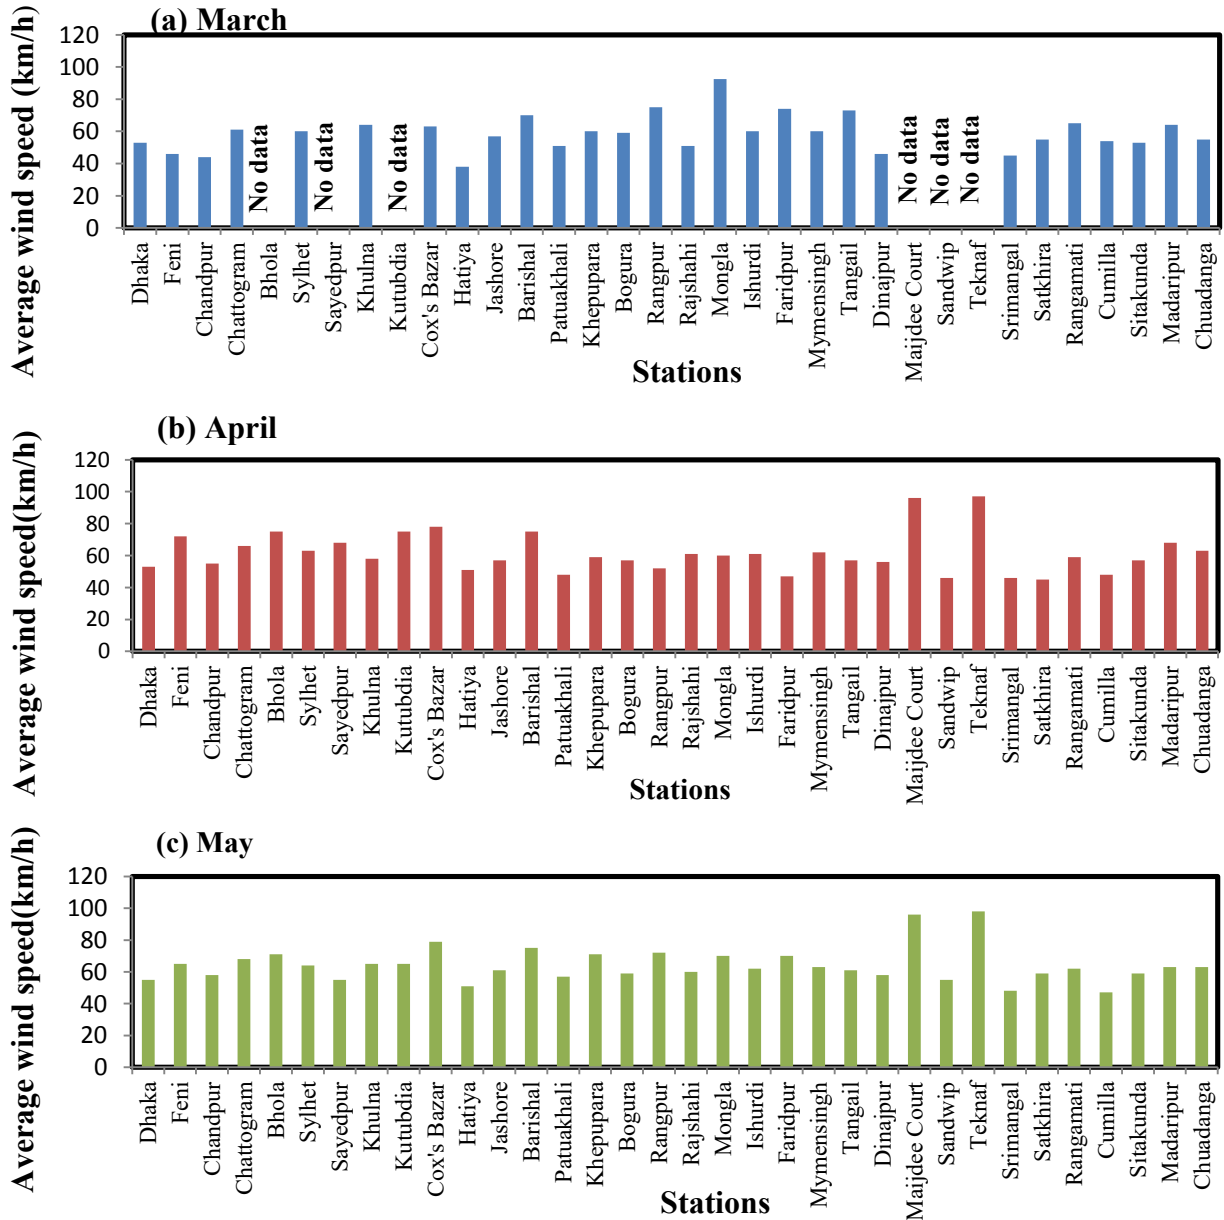 (a) March
Average wind speed (km/h)
120
100
80
60
40
20
0
No data
No data
No data
No data
No data
No data
Dhaka
Feni
Chandpur
Chattogram
Bhola
Sylhet
Sayedpur
Khulna
Kutubdia
Cox's Bazar
Hatiya
Jashore
Barishal
Patuakhali
Khepupara
Bogura
Rangpur
Rajshahi
Mongla
Ishurdi
Faridpur
Mymensingh
Tangail
Dinajpur
Maijdee Court
Sandwip
Teknaf
Srimangal
Satkhira
Rangamati
Cumilla
Sitakunda
Madaripur
Chuadanga
Stations
(b) April
Average wind speed(km/h)
120
100
80
60
40
20
0
Dhaka
Feni
Chandpur
Chattogram
Bhola
Sylhet
Sayedpur
Khulna
Kutubdia
Cox's Bazar
Hatiya
Jashore
Barishal
Patuakhali
Khepupara
Bogura
Rangpur
Rajshahi
Mongla
Ishurdi
Faridpur
Mymensingh
Tangail
Dinajpur
Maijdee Court
Sandwip
Teknaf
Srimangal
Satkhira
Rangamati
Cumilla
Sitakunda
Madaripur
Chuadanga
Stations
(c) May
Average wind speed(km/h)
120
100
80
60
40
20
0
Dhaka
Feni
Chandpur
Chattogram
Bhola
Sylhet
Sayedpur
Khulna
Kutubdia
Cox's Bazar
Hatiya
Jashore
Barishal
Patuakhali
Khepupara
Bogura
Rangpur
Rajshahi
Mongla
Ishurdi
Faridpur
Mymensingh
Tangail
Dinajpur
Maijdee Court
Sandwip
Teknaf
Srimangal
Satkhira
Rangamati
Cumilla
Sitakunda
Madaripur
Chuadanga
Stations